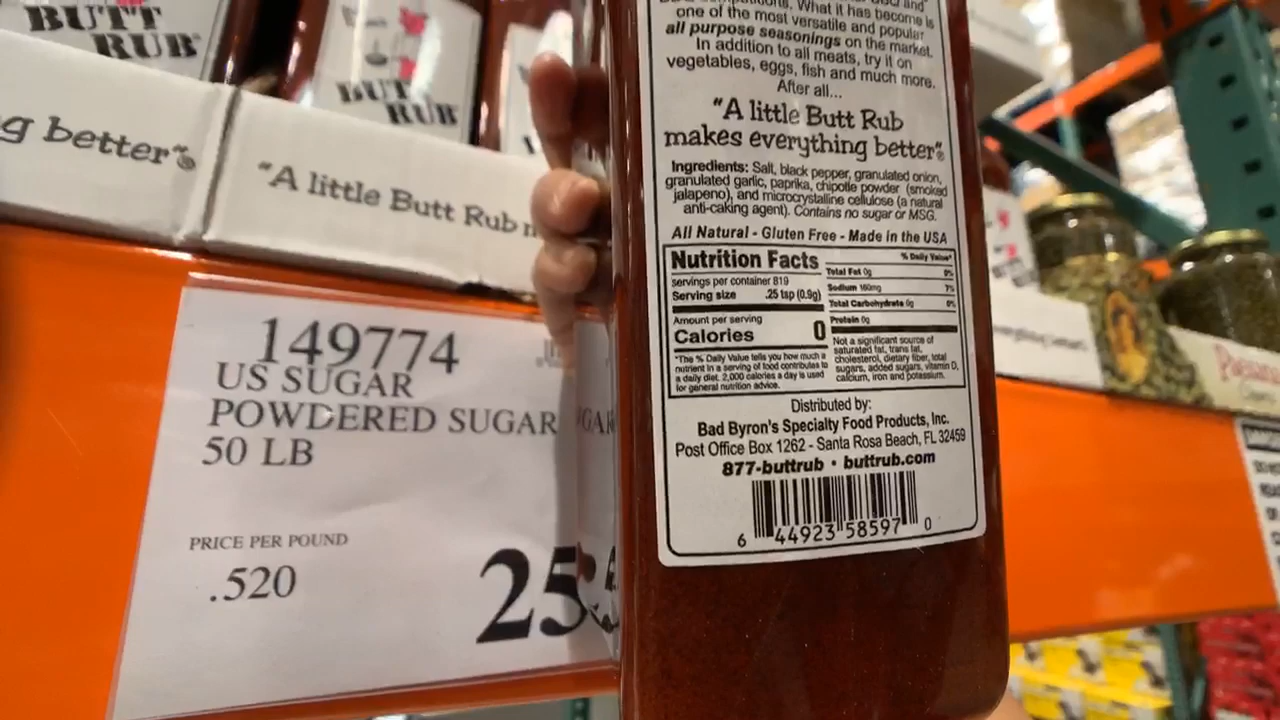 BUTT
RUB
BUTT
RUB
g better"®
"A little Butt Rub
149774
US SUGAR
POWDERED SUGAR
50 LB
PRICE PER POUND
.520
25
and
What it has become is
one of the most versatile and popular
all purpose seasonings on the market.
In addition to all meats, try it on
vegetables, eggs, fish and much more.
After all...
"A little Butt Rub
makes everything better"®
Ingredients: Salt, black pepper, granulated onion,
granulated garlic, paprika, chipotle powder (smoked
jalapeno), and microcrystalline cellulose (a natural
anti-caking agent). Contains no sugar or MSG.
All Natural - Gluten Free - Made in the USA
Nutrition Facts
servings per container 819
Serving size .25 tsp (0.9g)
Amount per serving
Calories 0
*The % Daily Value tells you how much a
nutrient in a serving of food contributes to
a daily diet. 2,000 calories a day is used
for general nutrition advice.
% Daily Value*
Total Fat 0g 0%
Sodium 160mg 7%
Total Carbohydrate 0g 0%
Protein 0g
Not a significant source of
saturated fat, trans fat,
cholesterol, dietary fiber, total
sugars, added sugars, vitamin D,
calcium, iron and potassium.
Distributed by:
Bad Byron's Specialty Food Products, Inc.
Post Office Box 1262 - Santa Rosa Beach, FL 32459
877-buttrub • buttrub.com
6 44923 58597 0